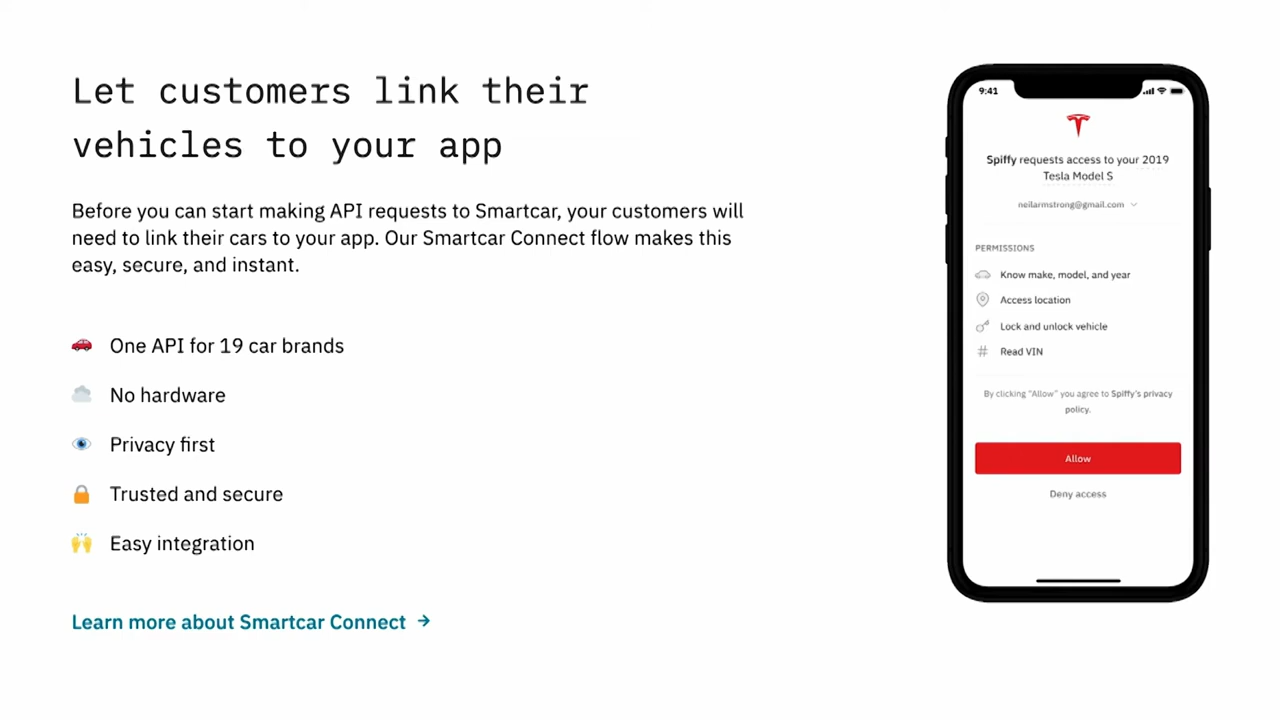 Let customers link their
vehicles to your app
Before you can start making API requests to Smartcar, your customers will
need to link their cars to your app. Our Smartcar Connect flow makes this
easy, secure, and instant.
One API for 19 car brands
No hardware
Privacy first
Trusted and secure
Easy integration
Learn more about Smartcar Connect →
9:41
Spiffy requests access to your 2019
Tesla Model S
neilarmstrong@gmail.com
PERMISSIONS
Know make, model, and year
Access location
Lock and unlock vehicle
# Read VIN
By clicking "Allow" you agree to Spiffy's privacy
policy.
Allow
Deny access